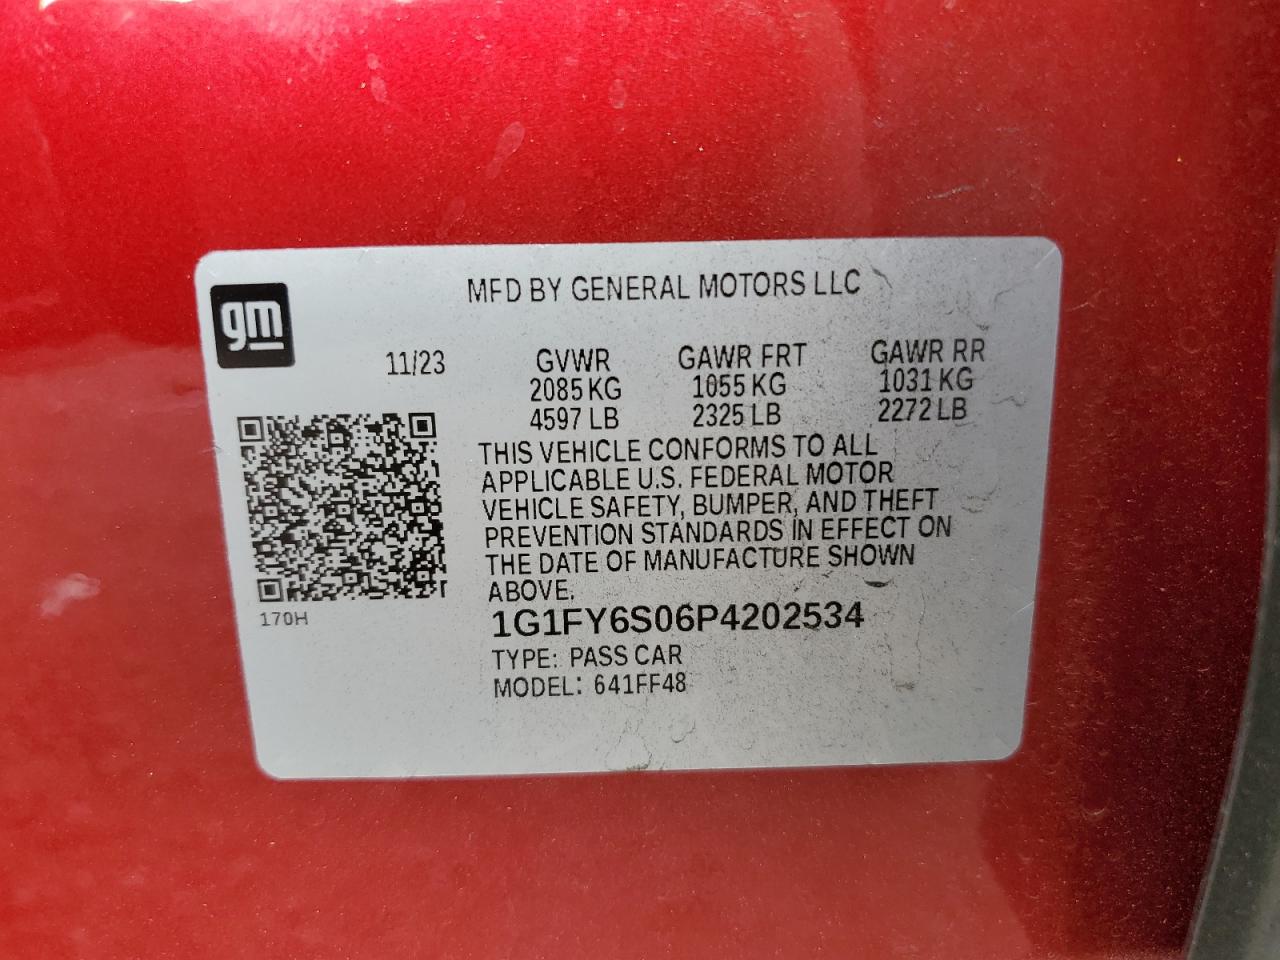 MFD BY GENERAL MOTORS LLC
gm
11/23 GVWR GAWR FRT GAWR RR
2085 KG 1055 KG 1031 KG
4597 LB 2325 LB 2272 LB
THIS VEHICLE CONFORMS TO ALL
APPLICABLE U.S. FEDERAL MOTOR
VEHICLE SAFETY, BUMPER, AND THEFT
PREVENTION STANDARDS IN EFFECT ON
THE DATE OF MANUFACTURE SHOWN
ABOVE.
170H
1G1FY6S06P4202534
TYPE: PASS CAR
MODEL: 641FF48